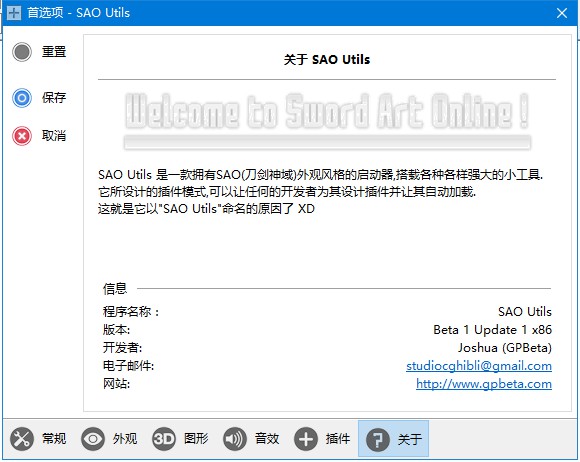 首选项 - SAO Utils
重置
保存
取消
关于 SAO Utils
Welcome to Sword Art Online !
SAO Utils 是一款拥有SAO(刀剑神域)外观风格的启动器,搭载各种各样强大的小工具.
它所设计的插件模式,可以让任何的开发者为其设计插件并让其自动加载.
这就是它以"SAO Utils"命名的原因了 XD
信息
程序名称： SAO Utils
版本: Beta 1 Update 1 x86
开发者: Joshua (GPBeta)
电子邮件: studiocghibli@gmail.com
网站: http://www.gpbeta.com
常规 外观 3D 图形 音效 插件 ? 关于